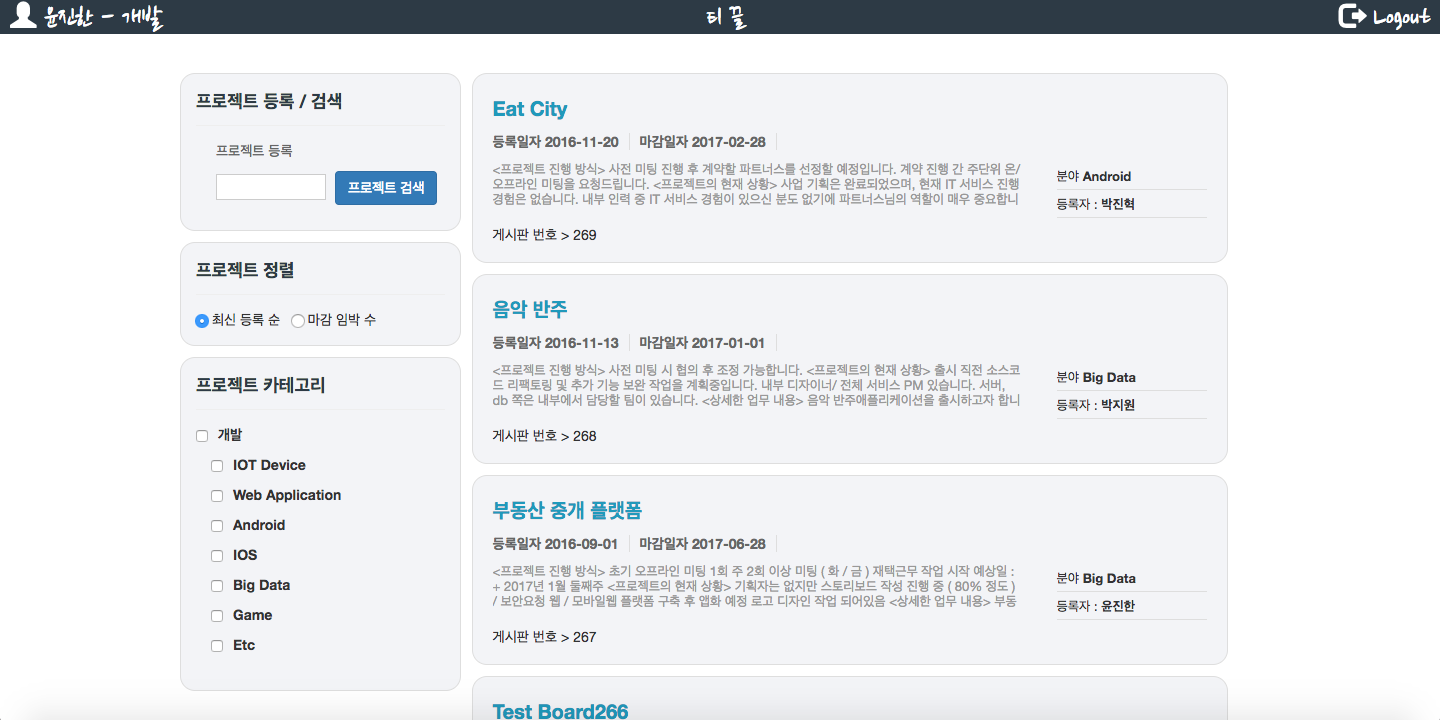 윤진한 - 개발
티 끌
Logout
프로젝트 등록 / 검색
프로젝트 등록
프로젝트 검색
프로젝트 정렬
최신 등록 순 마감 임박 수
프로젝트 카테고리
개발
IOT Device
Web Application
Android
IOS
Big Data
Game
Etc
Eat City
등록일자 2016-11-20 마감일자 2017-02-28
<프로젝트 진행 방식> 사전 미팅 진행 후 계약할 파트너스를 선정할 예정입니다. 계약 진행 간 주단위 온/
오프라인 미팅을 요청드립니다. <프로젝트의 현재 상황> 사업 기획은 완료되었으며, 현재 IT 서비스 진행
경험은 없습니다. 내부 인력 중 IT 서비스 경험이 있으신 분도 없기에 파트너스님의 역할이 매우 중요합니
분야 Android
등록자 : 박진혁
게시판 번호 > 269
음악 반주
등록일자 2016-11-13 마감일자 2017-01-01
<프로젝트 진행 방식> 사전 미팅 시 협의 후 조정 가능합니다. <프로젝트의 현재 상황> 출시 직전 소스코
드 리팩토링 및 추가 기능 보완 작업을 계획중입니다. 내부 디자이너/ 전체 서비스 PM 있습니다. 서버,
db 쪽은 내부에서 담당할 팀이 있습니다. <상세한 업무 내용> 음악 반주애플리케이션을 출시하고자 합니
분야 Big Data
등록자 : 박지원
게시판 번호 > 268
부동산 중개 플랫폼
등록일자 2016-09-01 마감일자 2017-06-28
<프로젝트 진행 방식> 초기 오프라인 미팅 1회 주 2회 이상 미팅 ( 화 / 금 ) 재택근무 작업 시작 예상일 :
+ 2017년 1월 둘째주 <프로젝트의 현재 상황> 기획자는 없지만 스토리보드 작성 진행 중 ( 80% 정도 )
/ 보안요청 웹 / 모바일웹 플랫폼 구축 후 앱화 예정 로고 디자인 작업 되어있음 <상세한 업무 내용> 부동
분야 Big Data
등록자 : 윤진한
게시판 번호 > 267
Test Board266